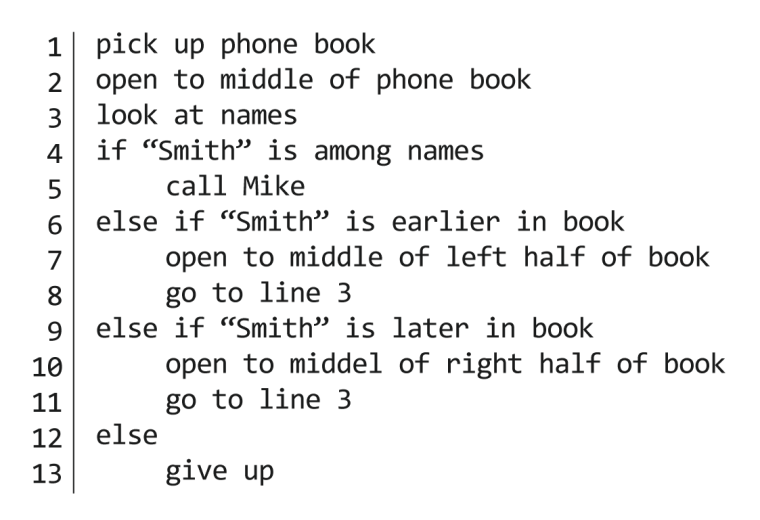 1 pick up phone book
2 open to middle of phone book
3 look at names
4 if “Smith” is among names
5 call Mike
6 else if “Smith” is earlier in book
7 open to middle of left half of book
8 go to line 3
9 else if “Smith” is later in book
10 open to middel of right half of book
11 go to line 3
12 else
13 give up